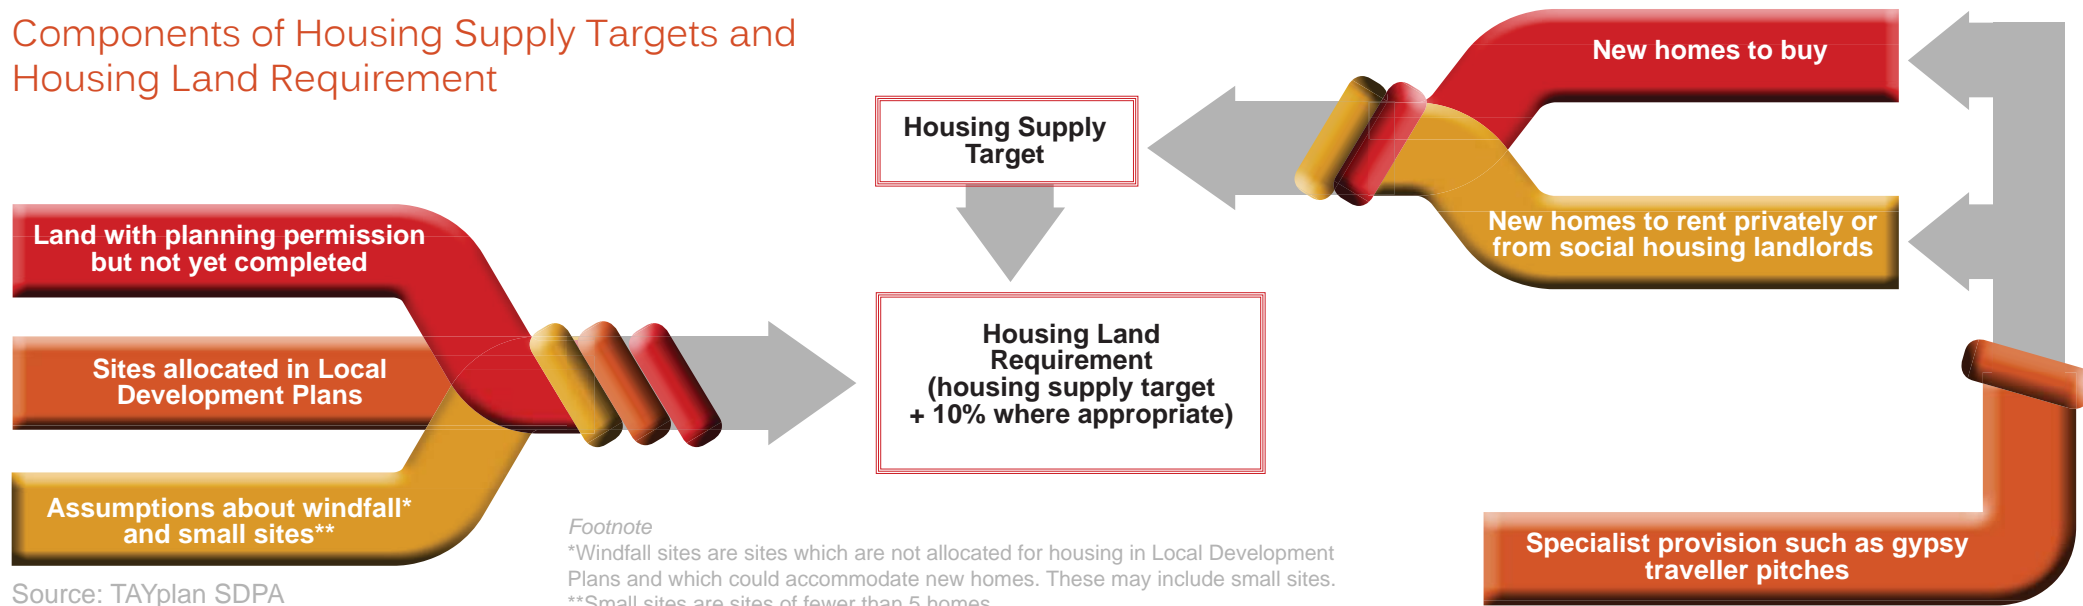 Components of Housing Supply Targets and
Housing Land Requirement
New homes to buy
Housing Supply
Target
New homes to rent privately or
from social housing landlords
Land with planning permission
but not yet completed
Sites allocated in Local
Development Plans
Assumptions about windfall*
and small sites**
Housing Land
Requirement
(housing supply target
+ 10% where appropriate)
Specialist provision such as gypsy
traveller pitches
Footnote
*Windfall sites are sites which are not allocated for housing in Local Development
Plans and which could accommodate new homes. These may include small sites.
**Small sites are sites of fewer than 5 homes
Source: TAYplan SDPA